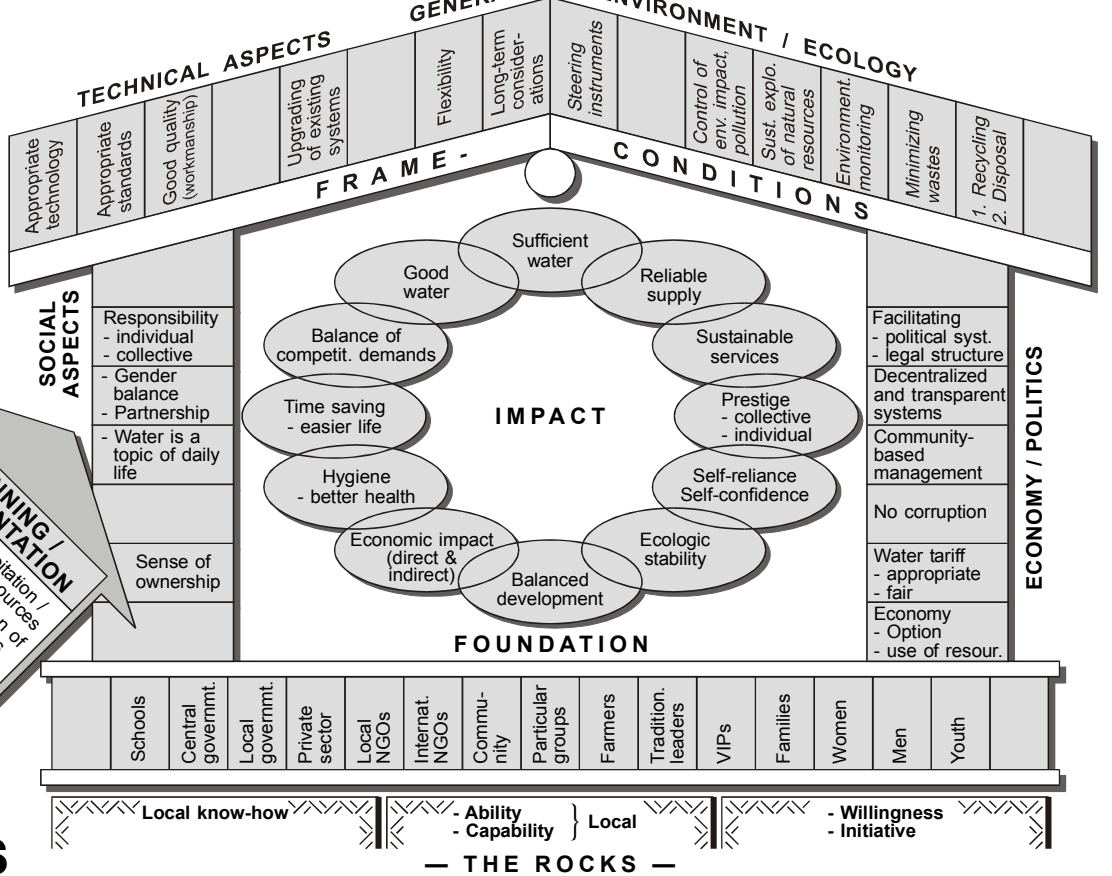 TECHNICAL ASPECTS
ENVIRONMENT / ECOLOGY
Appropriate
technology
Appropriate
standards
Good quality
(workmanship)
Upgrading
of existing
systems
Flexibility
Long-term
consider-
ations
Steering
instruments
Control of
env. impact,
pollution
Sust. explo.
of natural
resources
Environment.
monitoring
Minimizing
wastes
1. Recycling
2. Disposal
FRAME-
CONDITIONS
SOCIAL
ASPECTS
Responsibility
- individual
- collective
- Gender
balance
- Partnership
- Water is a
topic of daily
life
Sense of
ownership
Sufficient
water
Good
water
Reliable
supply
Balance of
competit. demands
Sustainable
services
Time saving
- easier life
IMPACT
Prestige
- collective
- individual
Hygiene
- better health
Self-reliance
Self-confidence
Economic impact
(direct &
indirect)
Ecologic
stability
Balanced
development
Facilitating
- political syst.
- legal structure
Decentralized
and transparent
systems
Community-
based
management
No corruption
Water tariff
- appropriate
- fair
Economy
- Option
- use of resour.
ECONOMY / POLITICS
FOUNDATION
Schools
Central
governmt.
Local
governmt.
Private
sector
Local
NGOs
Internat.
NGOs
Commu-
nity
Particular
groups
Farmers
Tradition.
leaders
VIPs
Families
Women
Men
Youth
Local know-how
- Ability
- Capability } Local
- Willingness
- Initiative
— THE ROCKS —